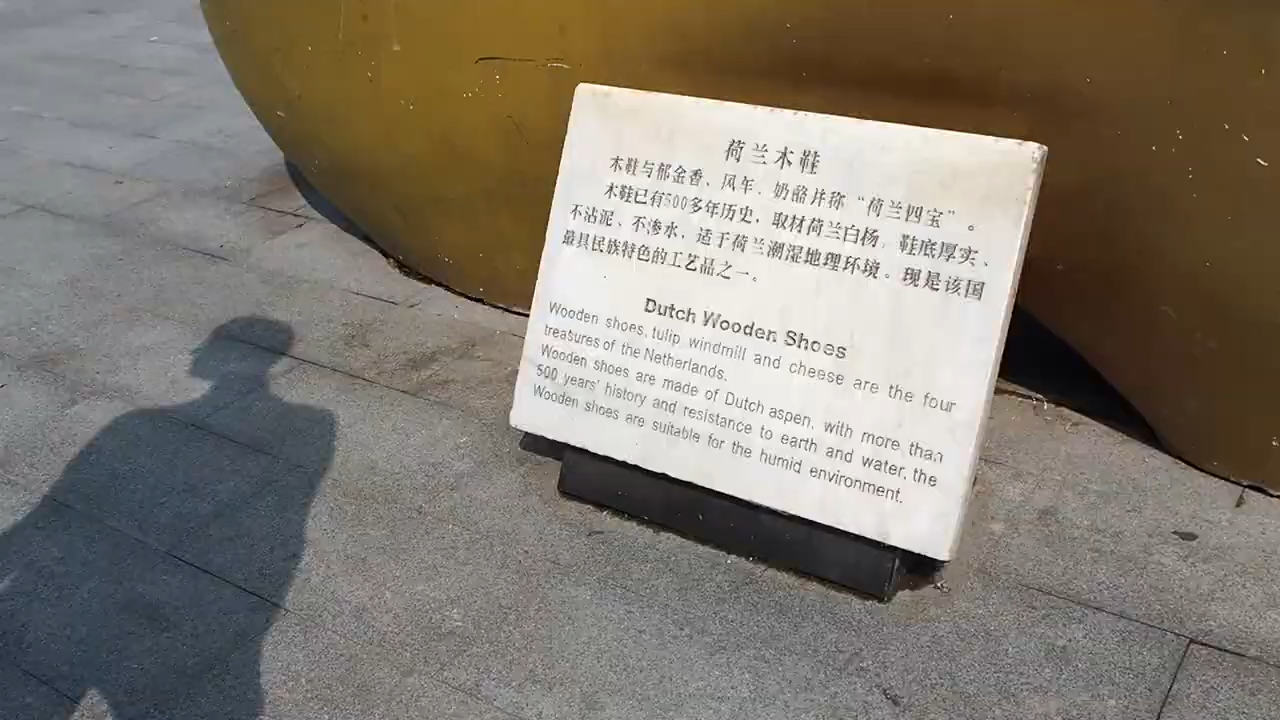 荷兰木鞋
木鞋与郁金香、风车、奶酪并称“荷兰四宝”。
木鞋已有500多年历史，取材荷兰白杨，鞋底厚实、
不沾泥、不渗水，适于荷兰潮湿地理环境。现是该国
最具民族特色的工艺品之一。
Dutch Wooden Shoes
Wooden shoes, tulip windmill and cheese are the four
treasures of the Netherlands.
Wooden shoes are made of Dutch aspen, with more than
500 years' history and resistance to earth and water, the
Wooden shoes are suitable for the humid environment.